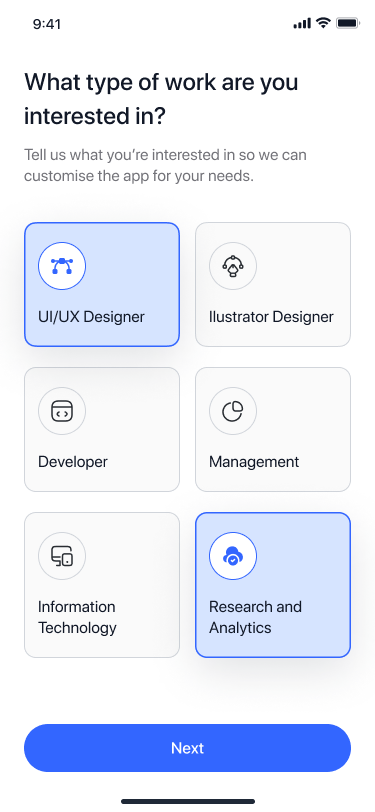 9:41
What type of work are you
interested in?
Tell us what you're interested in so we can
customise the app for your needs.
UI/UX Designer
Ilustrator Designer
Developer
Management
Information
Technology
Research and
Analytics
Next